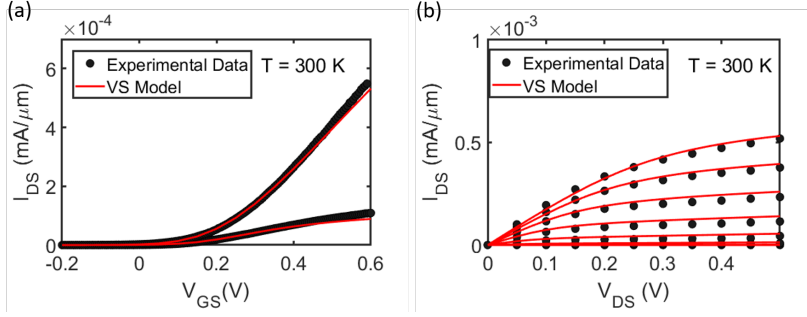 (a)
×10⁻⁴
6
4
2
0
I_DS (mA/μm)
Experimental Data
VS Model
T = 300 K
-0.2
0
0.2
0.4
0.6
V_GS(V)
(b)
×10⁻³
1
0.5
0
I_DS (mA/μm)
Experimental Data
VS Model
T = 300 K
0
0.1
0.2
0.3
0.4
V_DS (V)